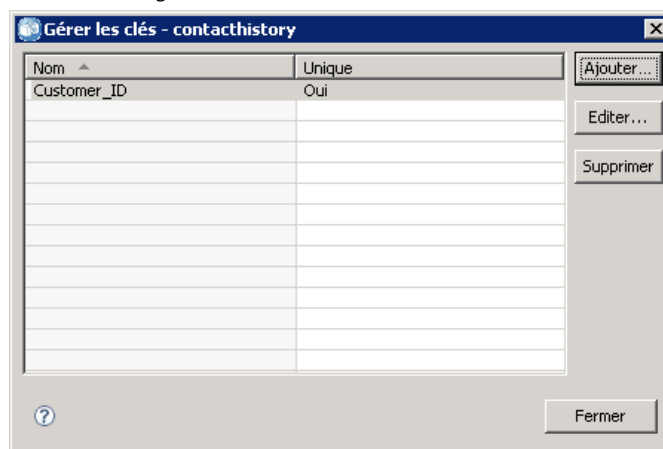 Gérer les clés - contacthistory
Nom Unique Ajouter...
Customer_ID Oui
Editer...
Supprimer
Fermer